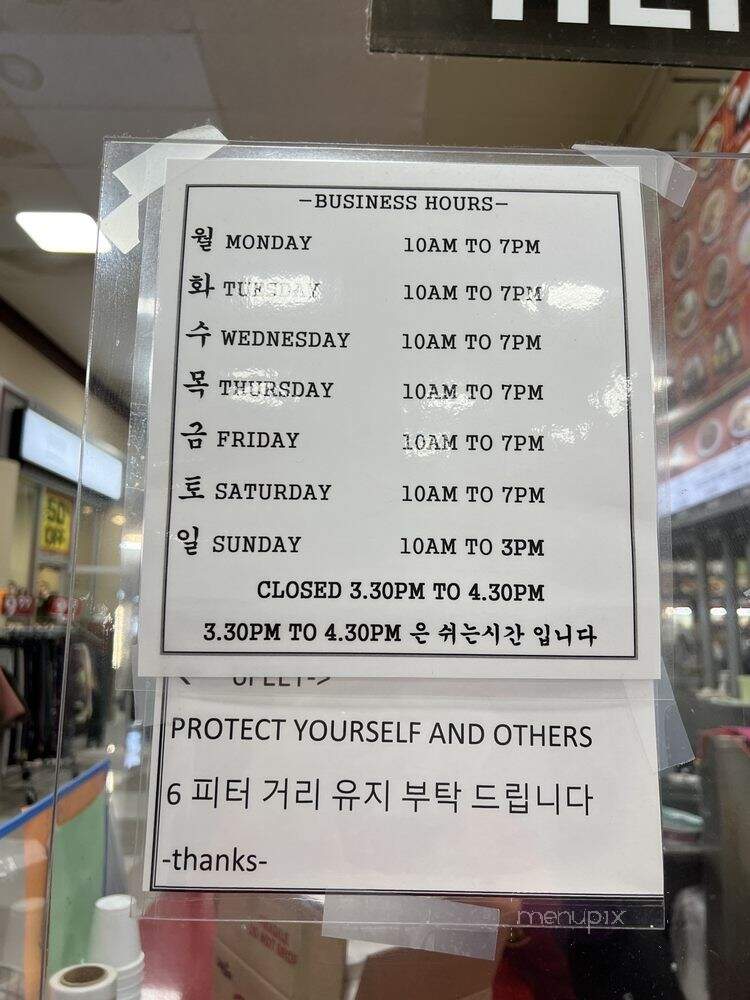 -BUSINESS HOURS-
월 MONDAY 10AM TO 7PM
화 TUESDAY 10AM TO 7PM
수 WEDNESDAY 10AM TO 7PM
목 THURSDAY 10AM TO 7PM
금 FRIDAY 10AM TO 7PM
토 SATURDAY 10AM TO 7PM
일 SUNDAY 10AM TO 3PM
CLOSED 3.30PM TO 4.30PM
3.30PM TO 4.30PM 은 쉬는시간 입니다
PROTECT YOURSELF AND OTHERS
6 피터 거리 유지 부탁 드립니다
-thanks-
menupix
50%
OFF